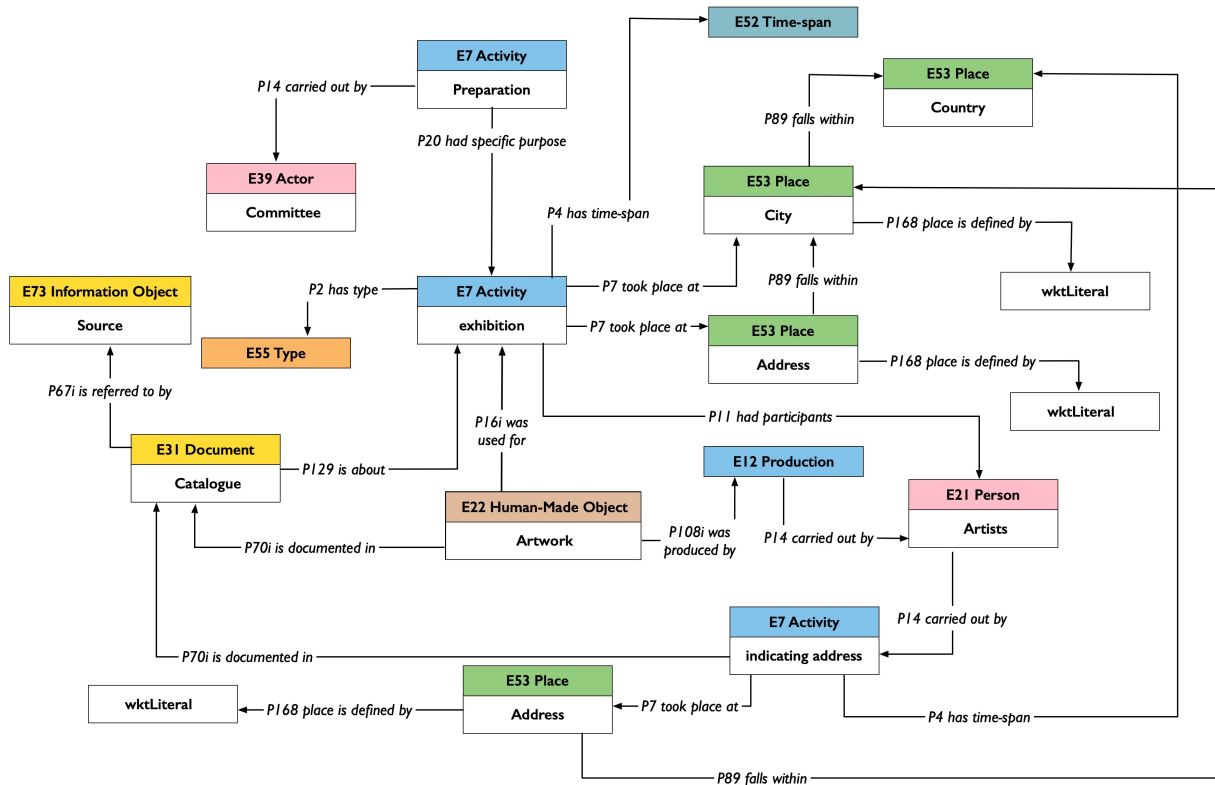 E52 Time-span
E7 Activity
Preparation
E53 Place
Country
P14 carried out by
P89 falls within
P20 had specific purpose
E39 Actor
Committee
E53 Place
City
P4 has time-span
P168 place is defined by
E73 Information Object
Source
P2 has type
E7 Activity
exhibition
P7 took place at
P89 falls within
wktLiteral
P7 took place at
E53 Place
Address
E55 Type
P168 place is defined by
P67i is referred to by
wktLiteral
P16i was
used for
P11 had participants
E31 Document
Catalogue
P129 is about
E12 Production
E21 Person
Artists
E22 Human-Made Object
Artwork
P70i is documented in
P108i was
produced by
P14 carried out by
E7 Activity
indicating address
P14 carried out by
P70i is documented in
E53 Place
Address
wktLiteral
P168 place is defined by
P7 took place at
P4 has time-span
P89 falls within